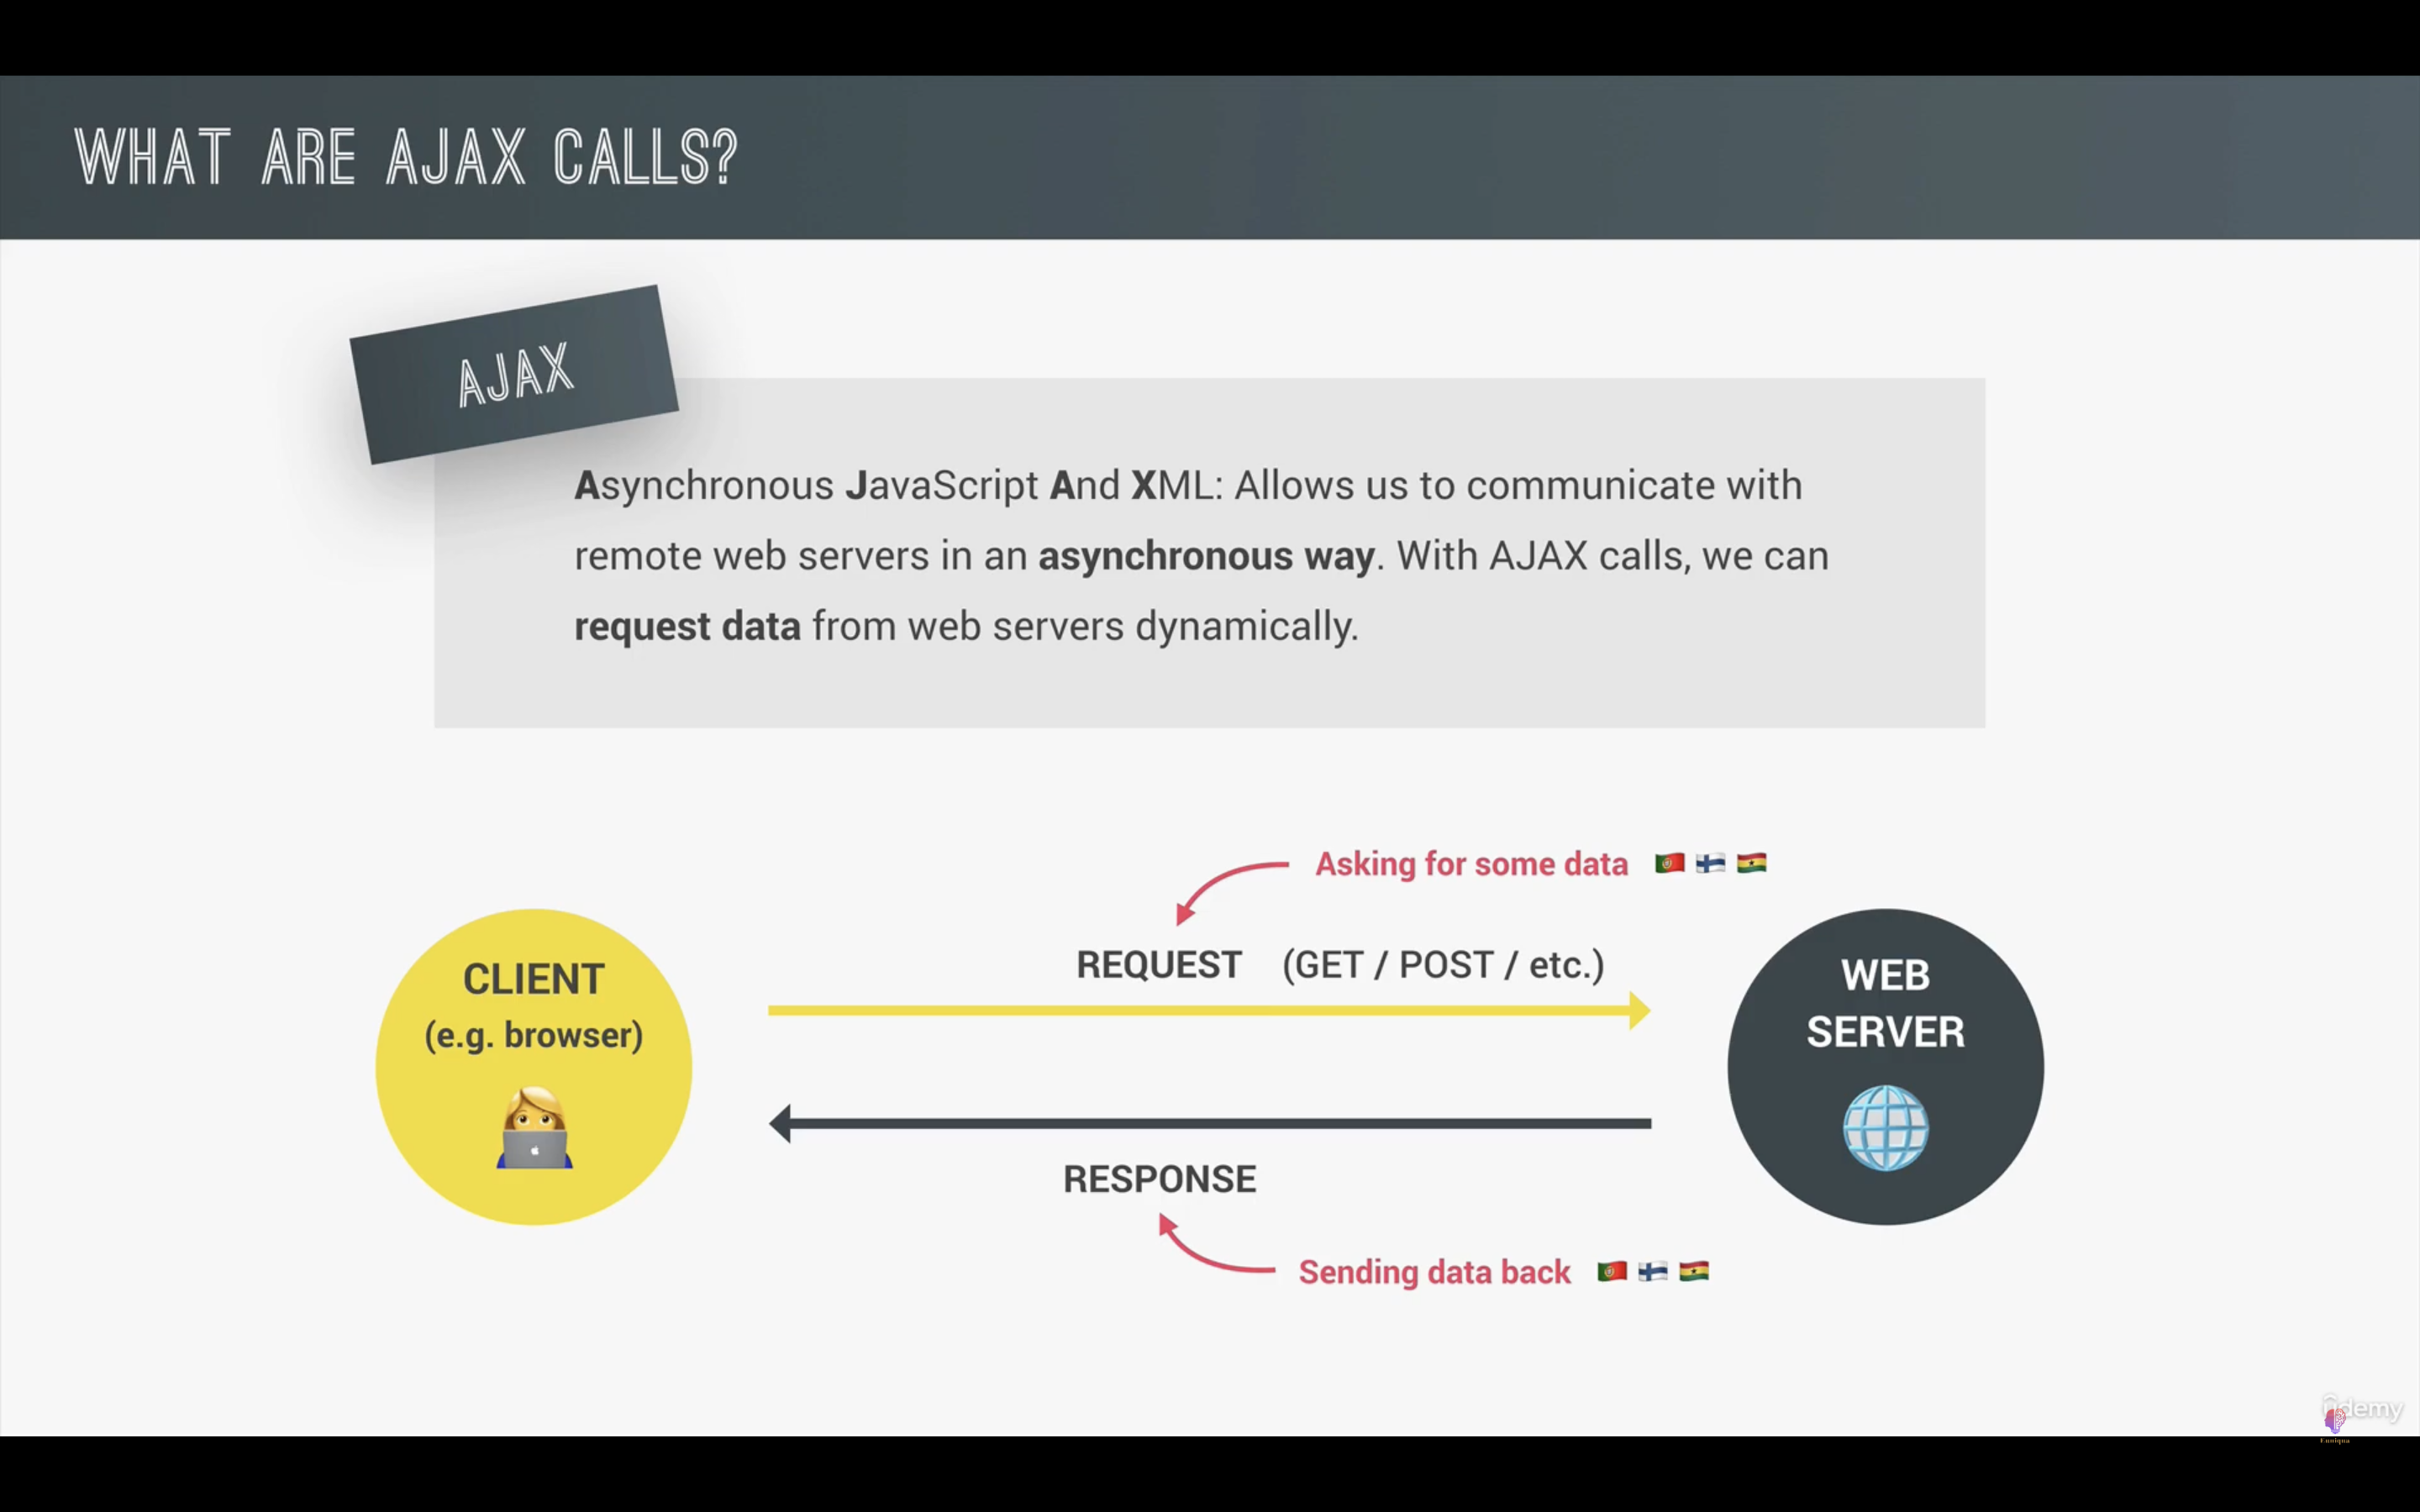 WHAT ARE AJAX CALLS?
AJAX
Asynchronous JavaScript And XML: Allows us to communicate with
remote web servers in an asynchronous way. With AJAX calls, we can
request data from web servers dynamically.
Asking for some data
REQUEST (GET / POST / etc.)
CLIENT
(e.g. browser)
WEB
SERVER
RESPONSE
Sending data back
ûdemy